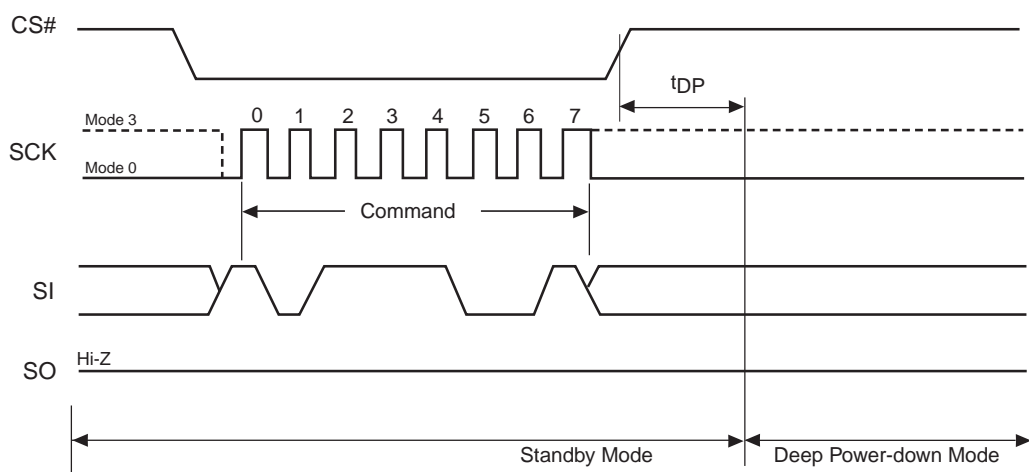 CS#
tDP
Mode 3
0 1 2 3 4 5 6 7
SCK
Mode 0
Command
SI
Hi-Z
SO
Standby Mode
Deep Power-down Mode